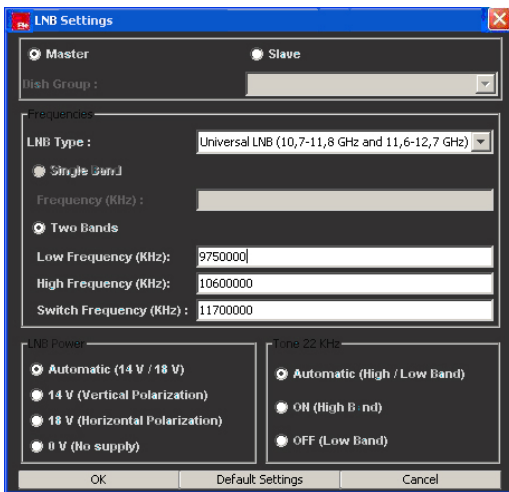 LNB Settings
Master
Slave
Dish Group :
Frequencies
LNB Type :
Universal LNB (10,7-11,8 GHz and 11,6-12,7 GHz)
Single Band
Frequency (KHz) :
Two Bands
Low Frequency (KHz):
9750000
High Frequency (KHz):
10600000
Switch Frequency (KHz) :
11700000
LNB Power
Automatic (14 V / 18 V)
14 V (Vertical Polarization)
18 V (Horizontal Polarization)
0 V (No supply)
Tone 22 KHz
Automatic (High / Low Band)
ON (High Band)
OFF (Low Band)
OK
Default Settings
Cancel